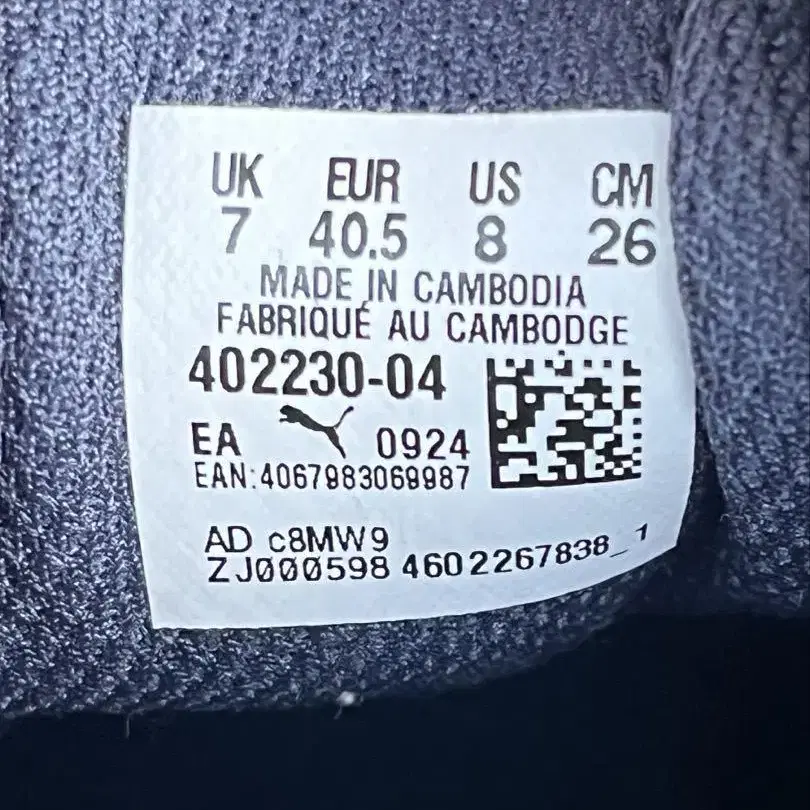 UK EUR US CM
7 40.5 8 26
MADE IN CAMBODIA
FABRIQUÉ AU CAMBODGE
402230-04
EA 0924
EAN:4067983069987
AD c8MW9
ZJ000598 4602267838_1